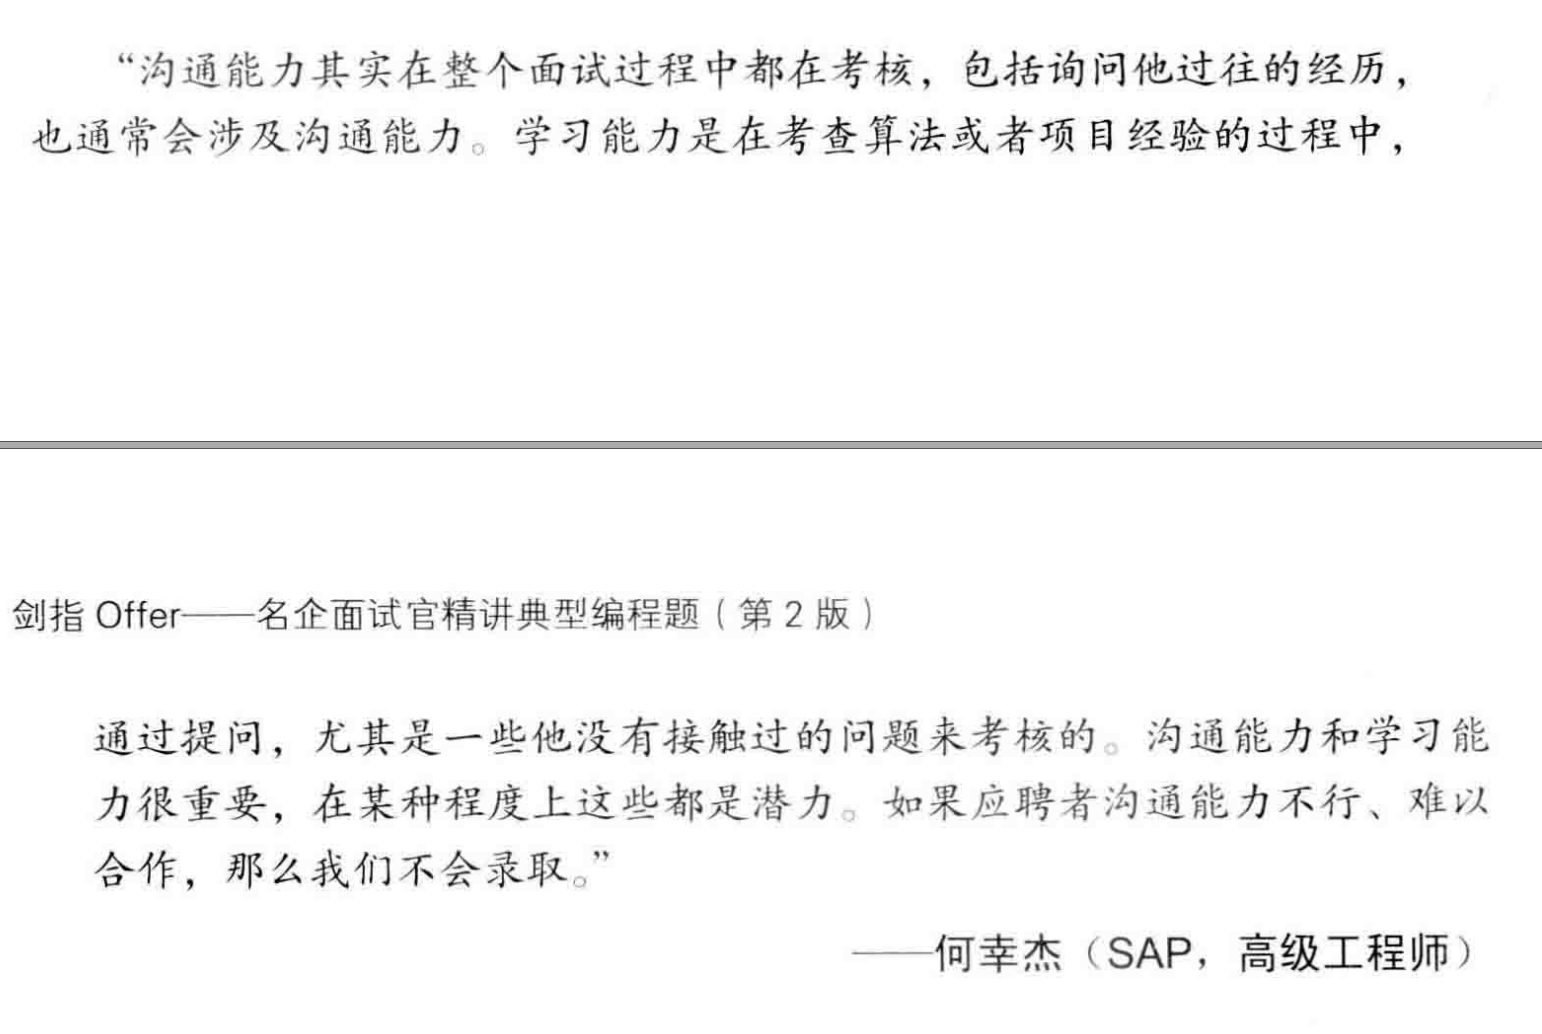 “沟通能力其实在整个面试过程中都在考核，包括询问他过往的经历，
也通常会涉及沟通能力。学习能力是在考查算法或者项目经验的过程中，
剑指 Offer——名企面试官精讲典型编程题（第 2 版）
通过提问，尤其是一些他没有接触过的问题来考核的。沟通能力和学习能
力很重要，在某种程度上这些都是潜力。如果应聘者沟通能力不行、难以
合作，那么我们不会录取。”
——何幸杰（SAP，高级工程师）